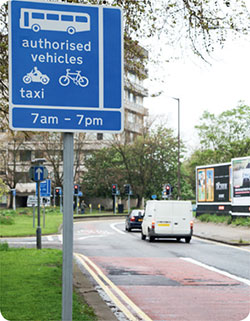 authorised
vehicles
taxi
7am - 7pm